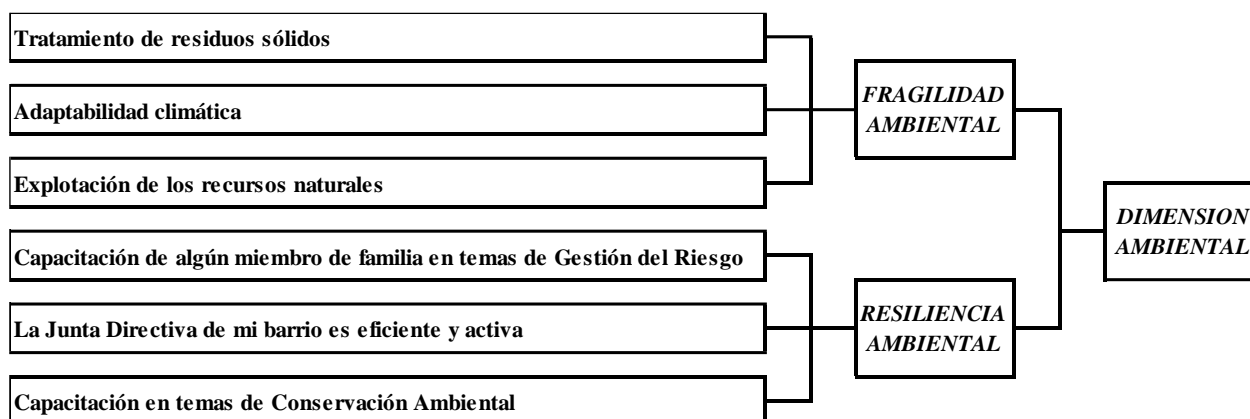 Tratamiento de residuos sólidos
Adaptabilidad climática
Explotación de los recursos naturales
FRAGILIDAD
AMBIENTAL
Capacitación de algún miembro de familia en temas de Gestión del Riesgo
La Junta Directiva de mi barrio es eficiente y activa
Capacitación en temas de Conservación Ambiental
RESILIENCIA
AMBIENTAL
DIMENSION
AMBIENTAL